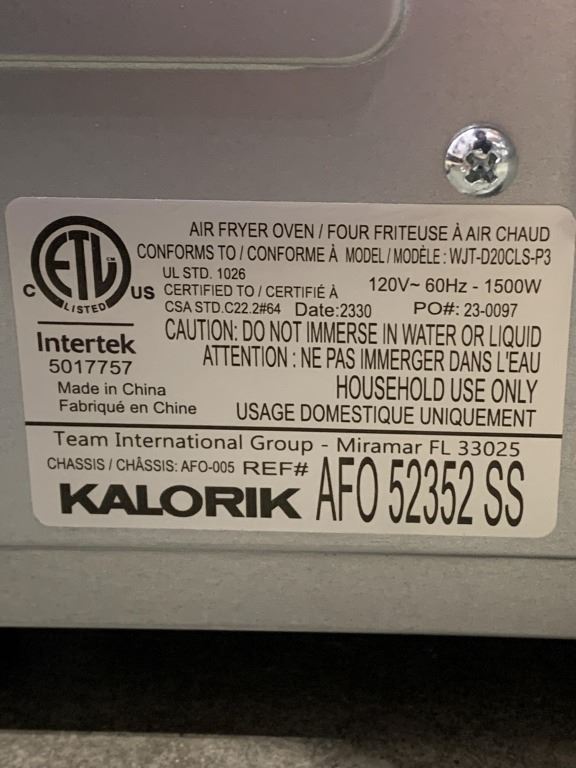 AIR FRYER OVEN / FOUR FRITEUSE À AIR CHAUD
CONFORMS TO / CONFORME À MODEL / MODÈLE : WJT-D20CLS-P3
UL STD. 1026
CERTIFIED TO / CERTIFIÉ À 120V~ 60Hz - 1500W
CSA STD.C22.2#64 Date:2330 PO#: 23-0097
ETL
LISTED
C US
CAUTION: DO NOT IMMERSE IN WATER OR LIQUID
Intertek
ATTENTION : NE PAS IMMERGER DANS L'EAU
5017757
HOUSEHOLD USE ONLY
Made in China
Fabriqué en Chine
USAGE DOMESTIQUE UNIQUEMENT
Team International Group - Miramar FL 33025
CHASSIS / CHÂSSIS: AFO-005 REF#
KALORIK AFO 52352 SS